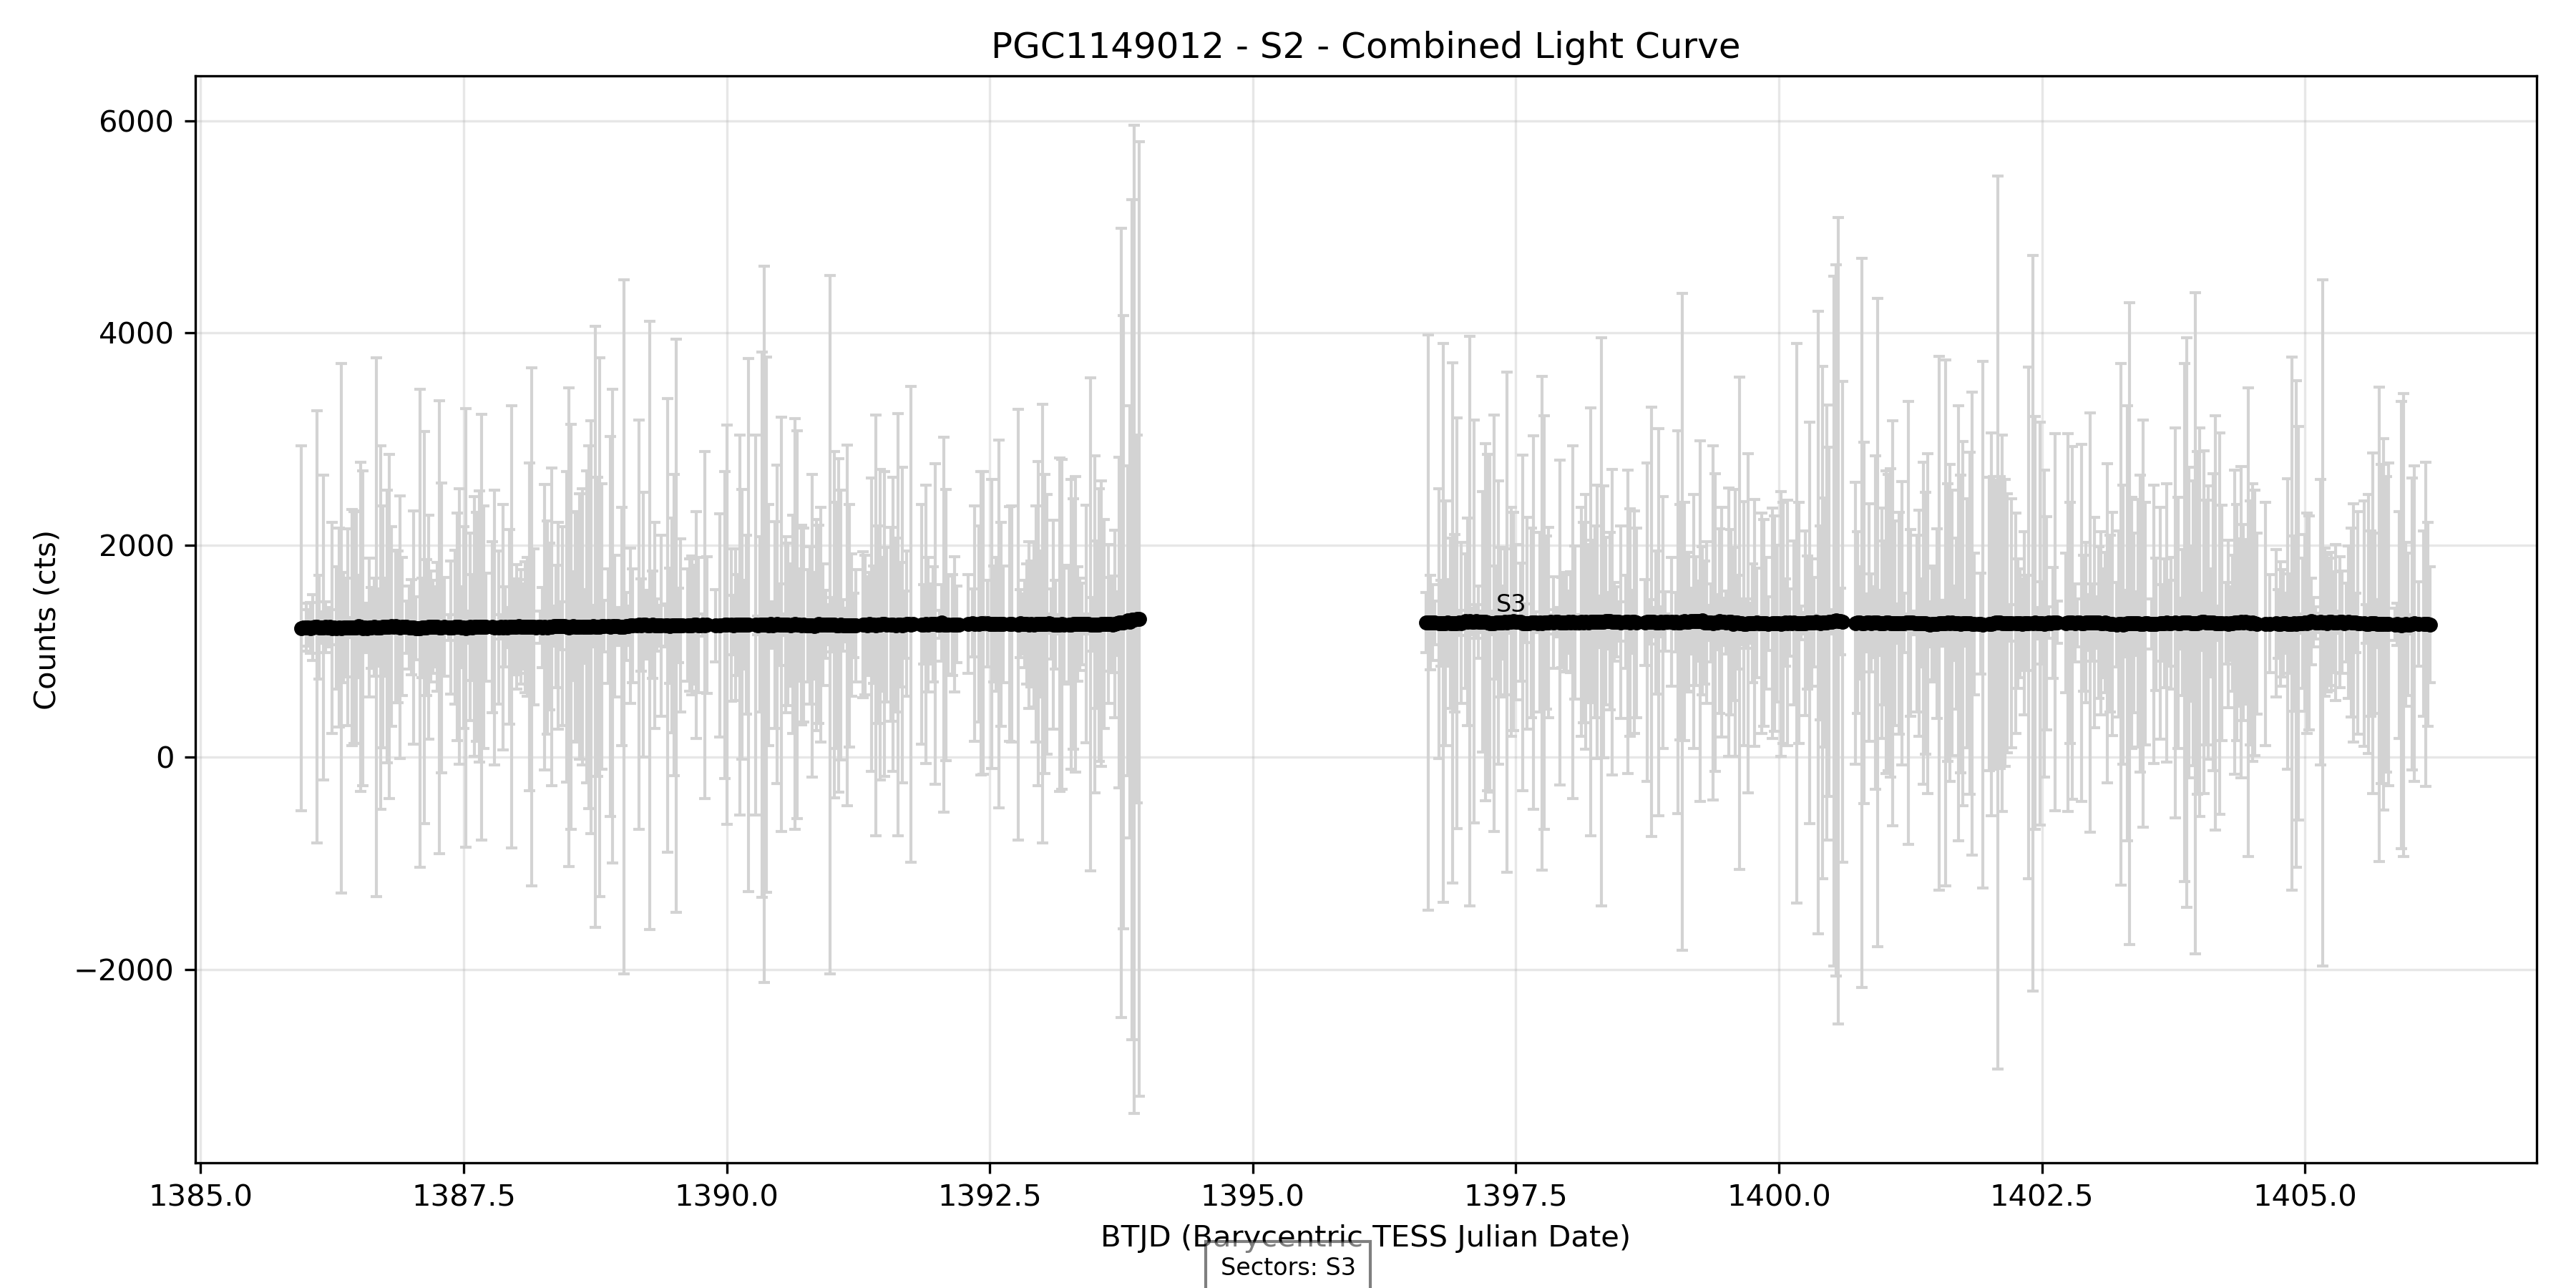 PGC1149012 - S2 - Combined Light Curve
6000
4000
2000
0
−2000
Counts (cts)
S3
1385.0 1387.5 1390.0 1392.5 1395.0 1397.5 1400.0 1402.5 1405.0
BTJD (Barycentric TESS Julian Date)
Sectors: S3